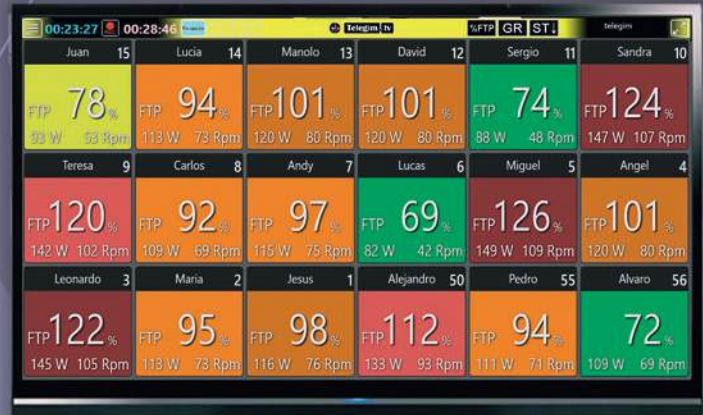 00:23:27 00:28:46 Telegim tv %FTP GR ST↓ telegim
Juan 15 Lucia 14 Manolo 13 David 12 Sergio 11 Sandra 10
FTP 78 % FTP 94 % FTP 101 % FTP 101 % FTP 74 % FTP 124 %
93 W 53 Rpm 113 W 73 Rpm 120 W 80 Rpm 120 W 80 Rpm 88 W 48 Rpm 147 W 107 Rpm
Teresa 9 Carlos 8 Andy 7 Lucas 6 Miguel 5 Angel 4
FTP 120 % FTP 92 % FTP 97 % FTP 69 % FTP 126 % FTP 101 %
142 W 102 Rpm 109 W 69 Rpm 115 W 75 Rpm 82 W 42 Rpm 149 W 109 Rpm 120 W 80 Rpm
Leonardo 3 Maria 2 Jesus 1 Alejandro 50 Pedro 55 Alvaro 56
FTP 122 % FTP 95 % FTP 98 % FTP 112 % FTP 94 % 72 %
145 W 105 Rpm 113 W 73 Rpm 116 W 76 Rpm 133 W 93 Rpm 111 W 71 Rpm 109 W 69 Rpm